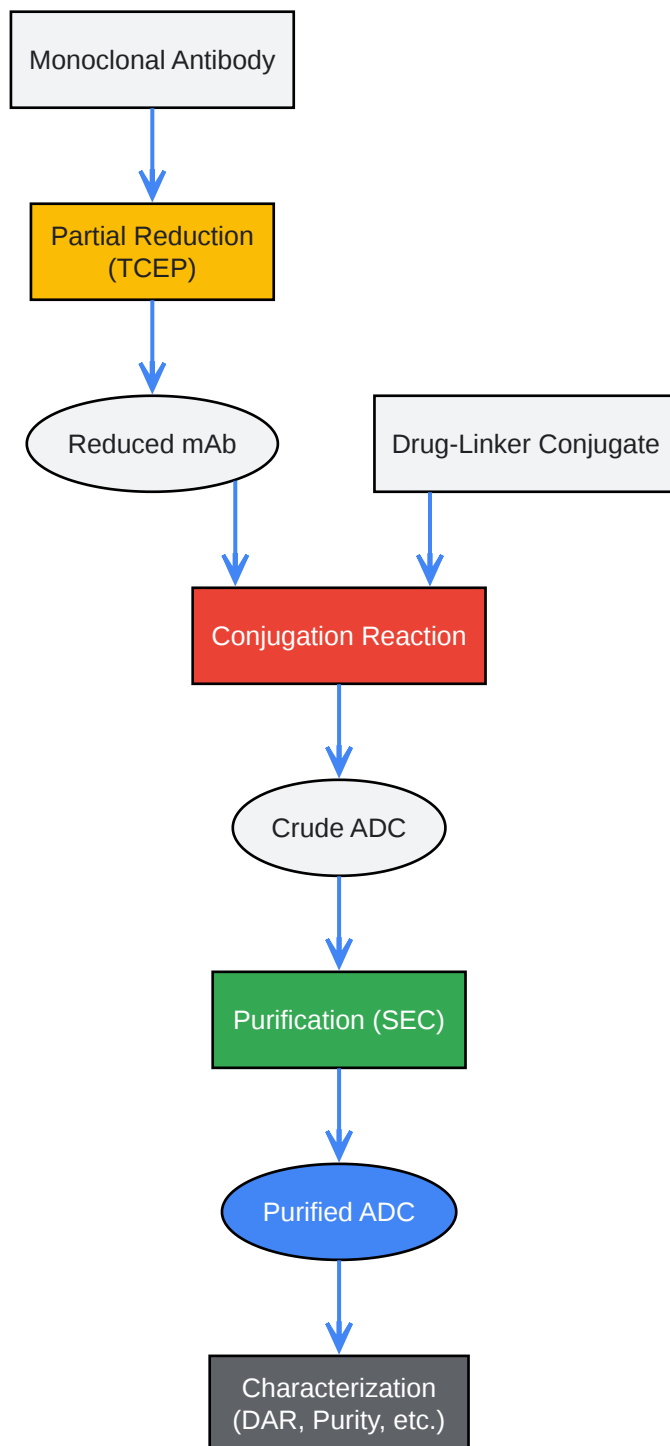 Monoclonal Antibody
Partial Reduction
(TCEP)
Reduced mAb
Drug-Linker Conjugate
Conjugation Reaction
Crude ADC
Purification (SEC)
Purified ADC
Characterization
(DAR, Purity, etc.)